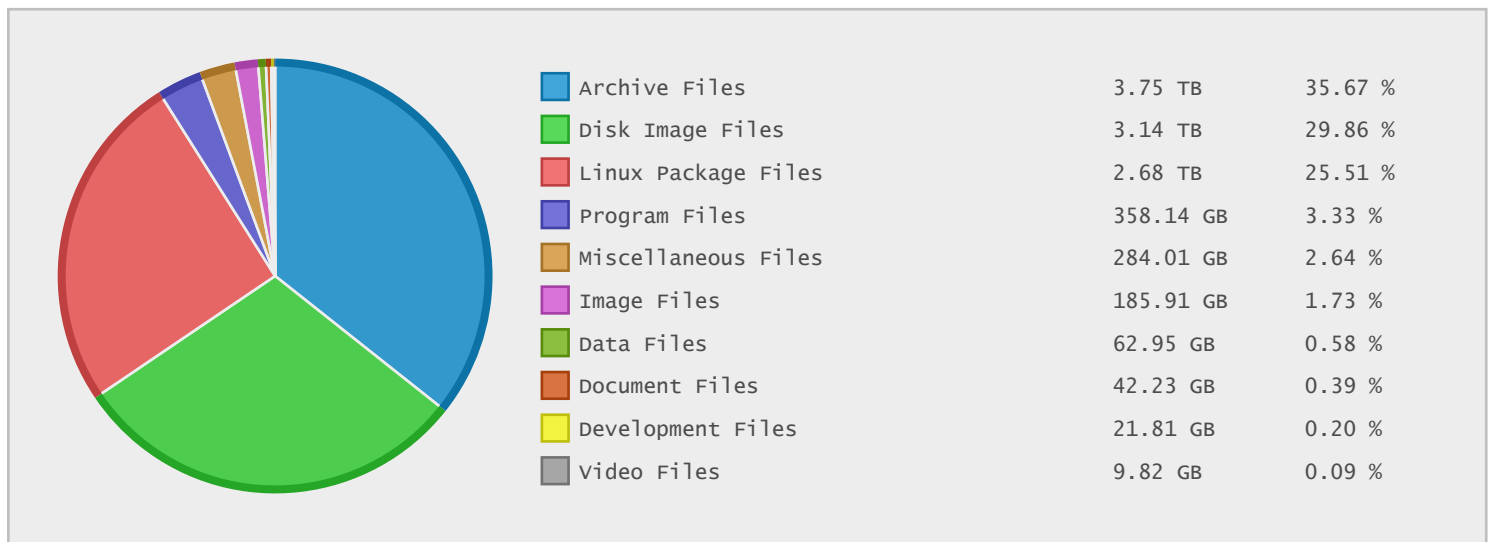 Archive Files 3.75 TB 35.67 %
Disk Image Files 3.14 TB 29.86 %
Linux Package Files 2.68 TB 25.51 %
Program Files 358.14 GB 3.33 %
Miscellaneous Files 284.01 GB 2.64 %
Image Files 185.91 GB 1.73 %
Data Files 62.95 GB 0.58 %
Document Files 42.23 GB 0.39 %
Development Files 21.81 GB 0.20 %
Video Files 9.82 GB 0.09 %